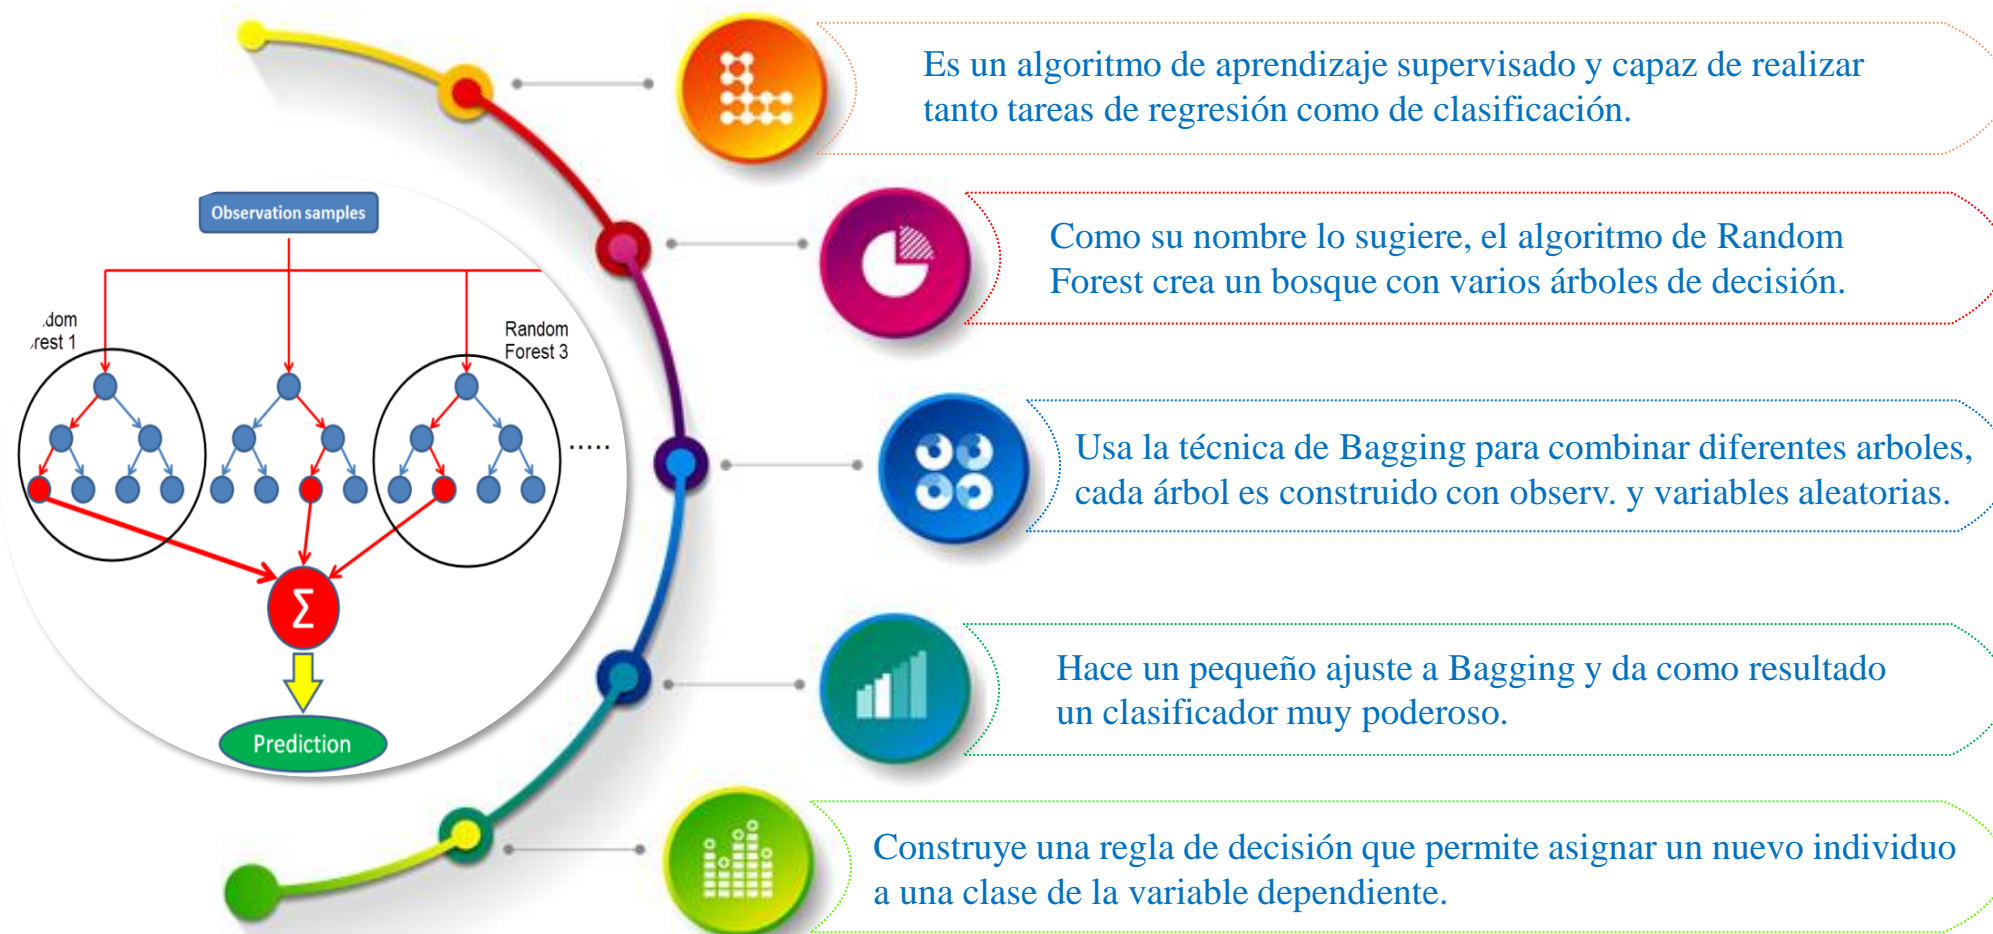 Es un algoritmo de aprendizaje supervisado y capaz de realizar
tanto tareas de regresión como de clasificación.
Observation samples
Como su nombre lo sugiere, el algoritmo de Random
Forest crea un bosque con varios árboles de decisión.
dom
rest 1
Random
Forest 3
.....
Usa la técnica de Bagging para combinar diferentes arboles,
cada árbol es construido con observ. y variables aleatorias.
Σ
Hace un pequeño ajuste a Bagging y da como resultado
un clasificador muy poderoso.
Prediction
Construye una regla de decisión que permite asignar un nuevo individuo
a una clase de la variable dependiente.